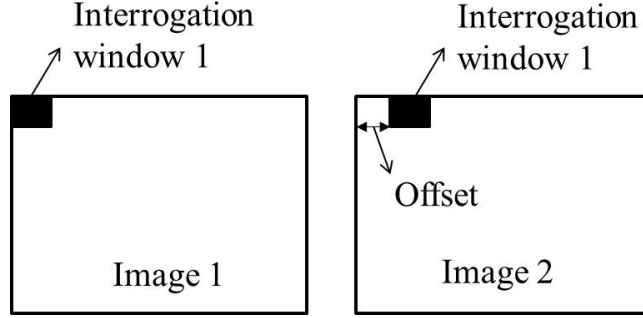 Interrogation
window 1
Interrogation
window 1
Offset
Image 1
Image 2